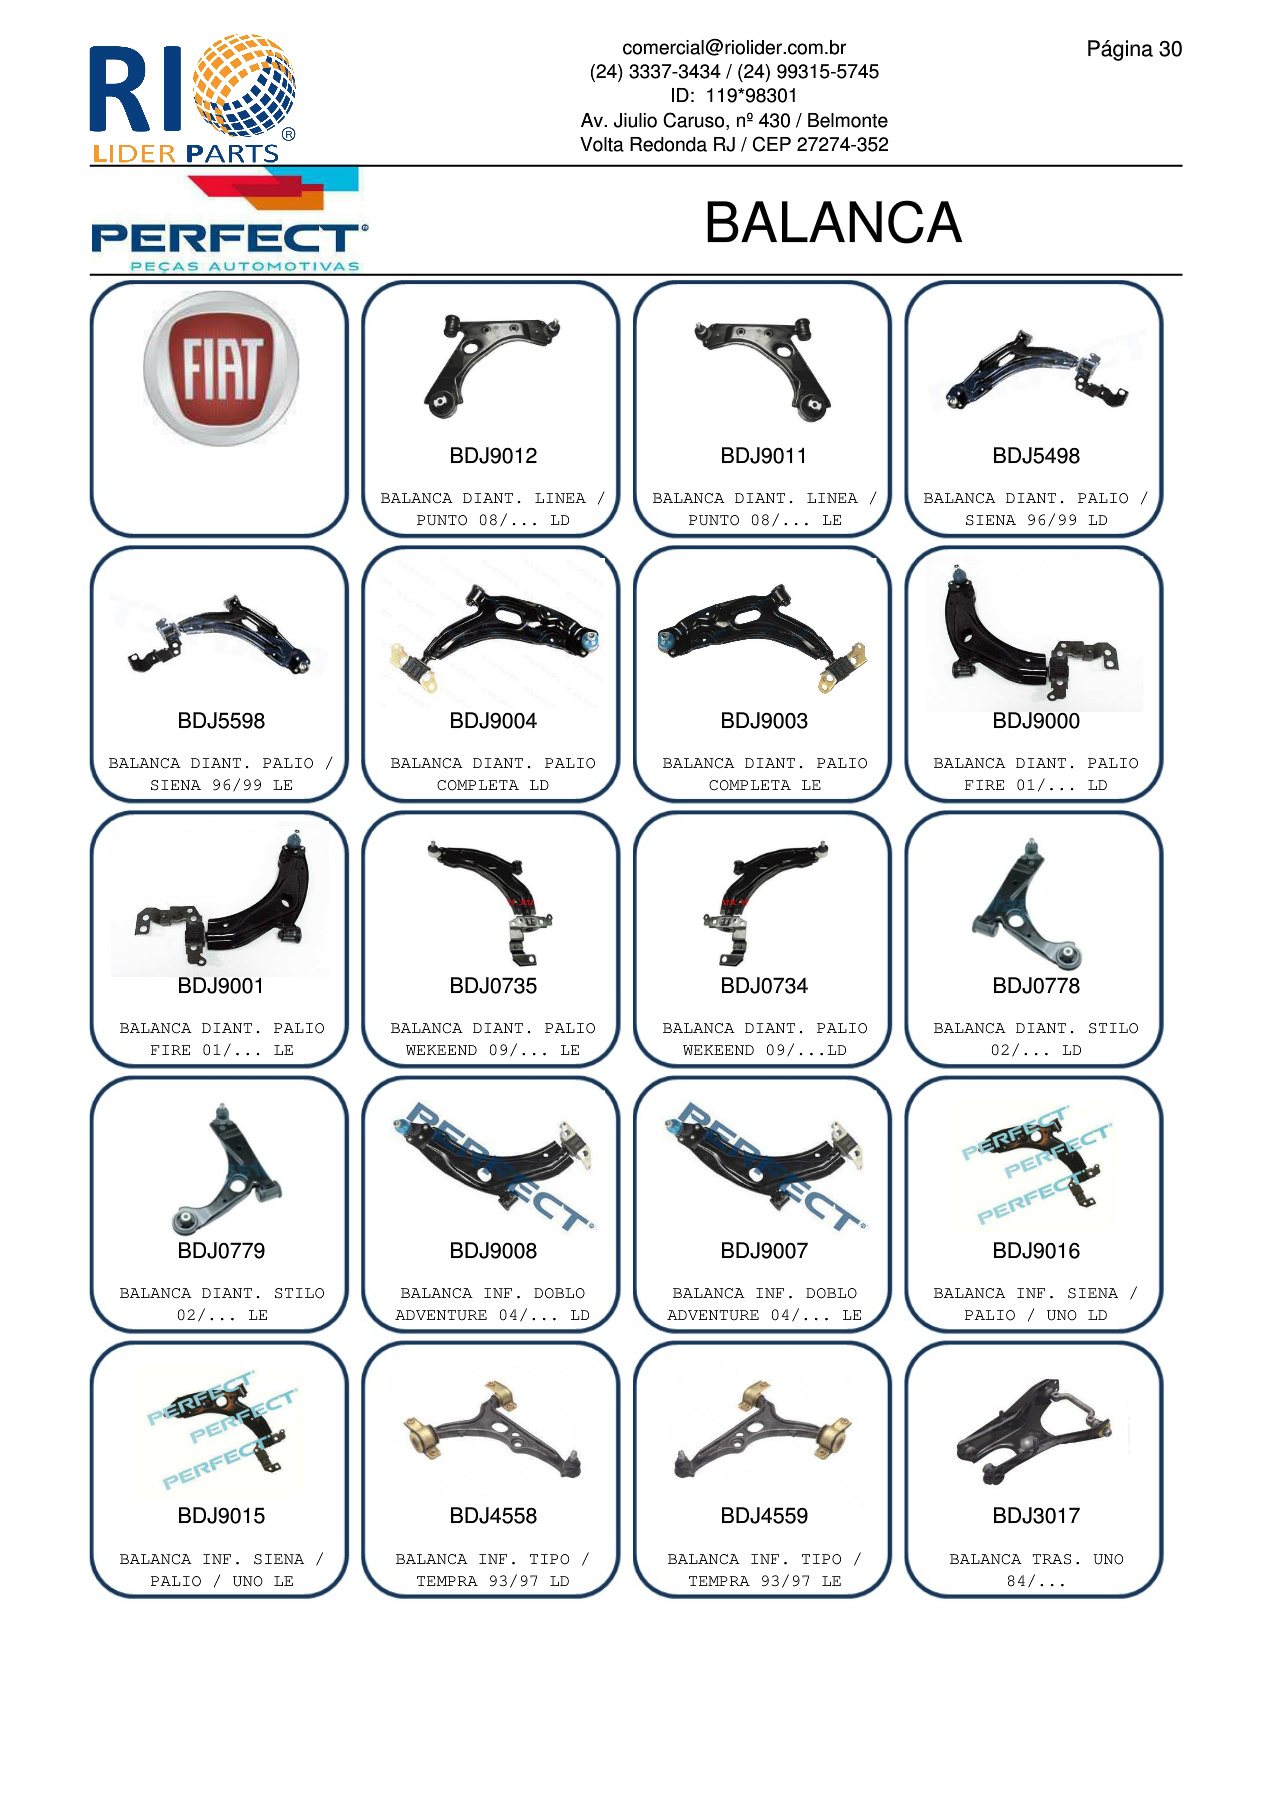 RIO
LIDER PARTS
comercial@riolider.com.br
(24) 3337-3434 / (24) 99315-5745
ID: 119*98301
Av. Jiulio Caruso, nº 430 / Belmonte
Volta Redonda RJ / CEP 27274-352
Página 30
PERFECT
PEÇAS AUTOMOTIVAS
BALANCA
FIAT
BDJ9012
BALANCA DIANT. LINEA /
PUNTO 08/... LD
BDJ9011
BALANCA DIANT. LINEA /
PUNTO 08/... LE
BDJ5498
BALANCA DIANT. PALIO /
SIENA 96/99 LD
BDJ5598
BALANCA DIANT. PALIO /
SIENA 96/99 LE
BDJ9004
BALANCA DIANT. PALIO
COMPLETA LD
BDJ9003
BALANCA DIANT. PALIO
COMPLETA LE
BDJ9000
BALANCA DIANT. PALIO
FIRE 01/... LD
BDJ9001
BALANCA DIANT. PALIO
FIRE 01/... LE
BDJ0735
BALANCA DIANT. PALIO
WEKEEND 09/... LE
BDJ0734
BALANCA DIANT. PALIO
WEKEEND 09/...LD
BDJ0778
BALANCA DIANT. STILO
02/... LD
BDJ0779
BALANCA DIANT. STILO
02/... LE
PERFECT
BDJ9008
BALANCA INF. DOBLO
ADVENTURE 04/... LD
PERFECT
BDJ9007
BALANCA INF. DOBLO
ADVENTURE 04/... LE
PERFECT
PERFECT
PERFECT
BDJ9016
BALANCA INF. SIENA /
PALIO / UNO LD
PERFECT
PERFECT
PERFECT
BDJ9015
BALANCA INF. SIENA /
PALIO / UNO LE
BDJ4558
BALANCA INF. TIPO /
TEMPRA 93/97 LD
BDJ4559
BALANCA INF. TIPO /
TEMPRA 93/97 LE
BDJ3017
BALANCA TRAS. UNO
84/...